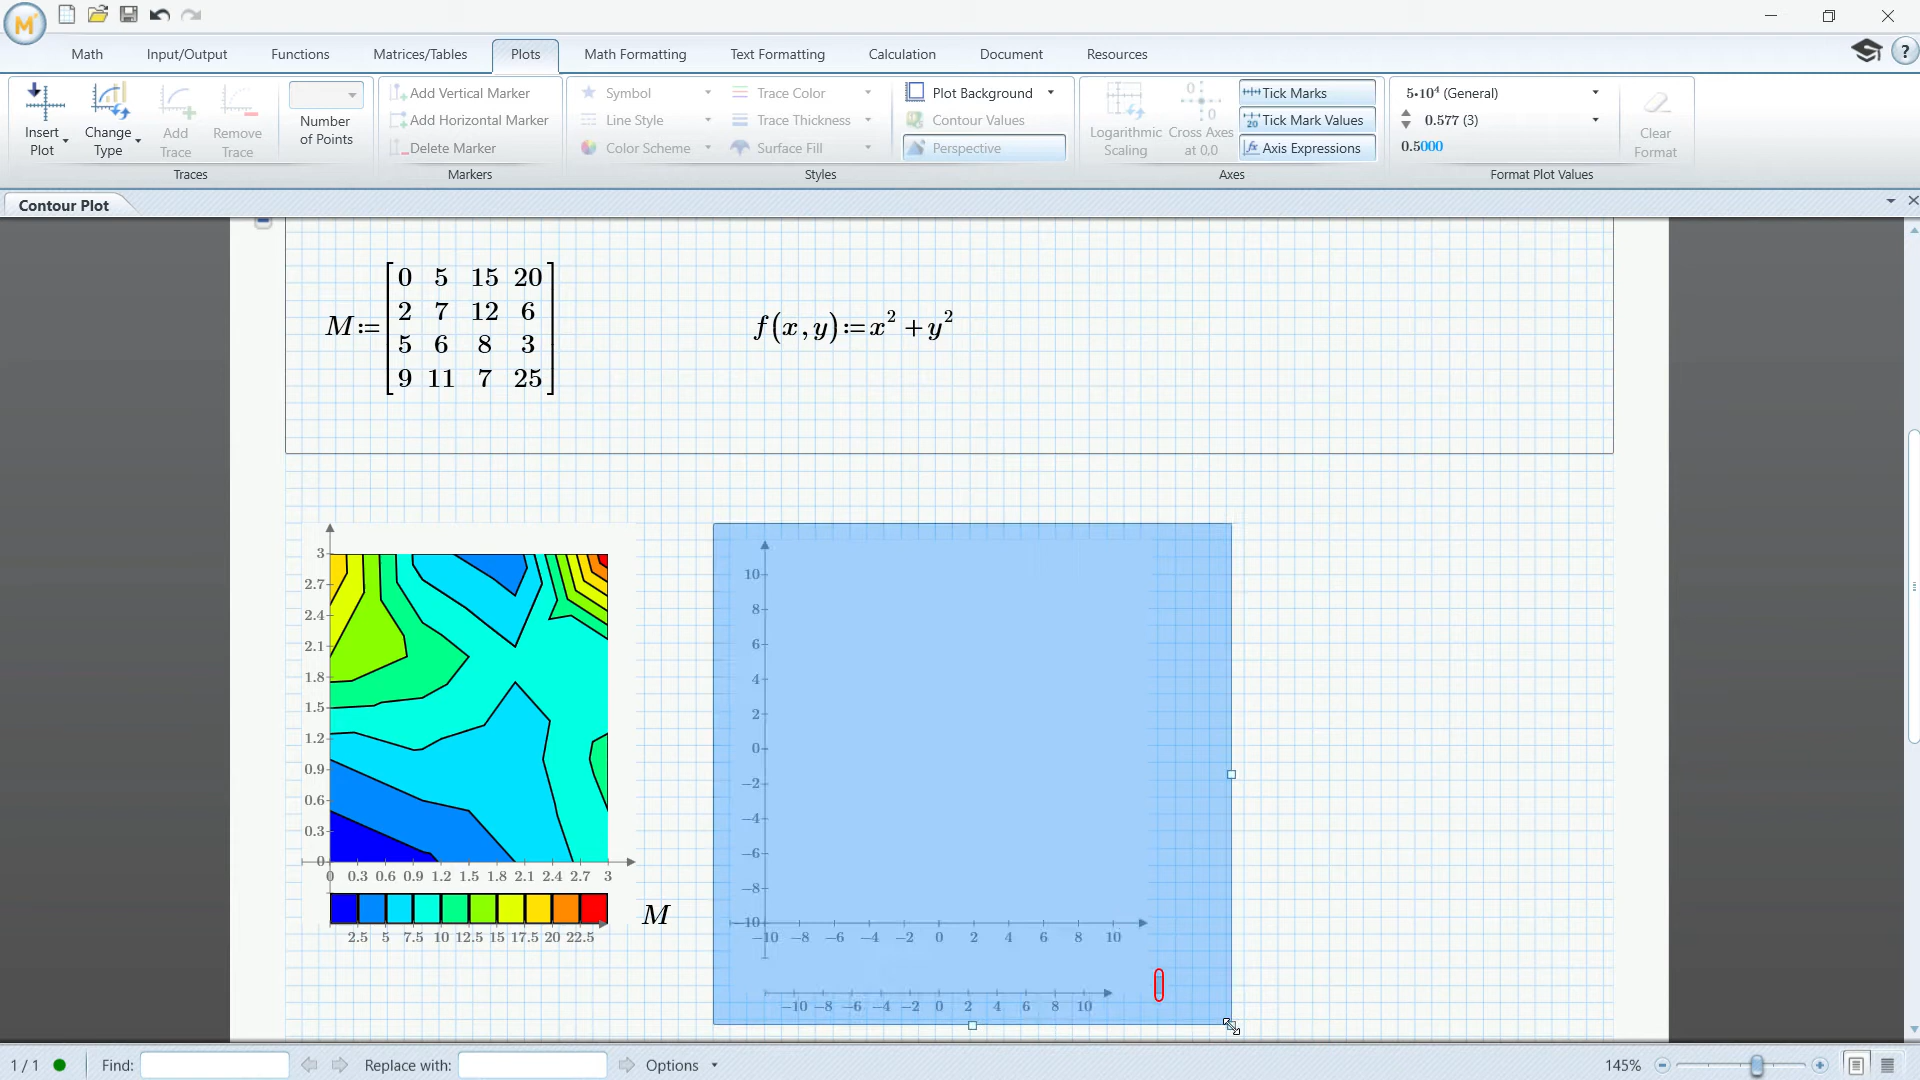 M
?
Math Input/Output Functions Matrices/Tables Plots Math Formatting Text Formatting Calculation Document Resources
Insert Plot
Change Type
Add Trace
Remove Trace
Number of Points
Traces
Add Vertical Marker
Add Horizontal Marker
Delete Marker
Markers
Symbol
Line Style
Color Scheme
Trace Color
Trace Thickness
Surface Fill
Plot Background
Contour Values
Perspective
Styles
Logarithmic Scaling
Cross Axes at 0,0
Tick Marks
Tick Mark Values
Axis Expressions
Axes
5•10⁴ (General)
0.577 (3)
0.5000
Format Plot Values
Clear Format
Contour Plot
M:=
0 5 15 20
2 7 12 6
5 6 8 3
9 11 7 25
f(x,y):=x²+y²
3
2.7
2.4
2.1
1.8
1.5
1.2
0.9
0.6
0.3
0
0 0.3 0.6 0.9 1.2 1.5 1.8 2.1 2.4 2.7 3
2.5 5 7.5 10 12.5 15 17.5 20 22.5
M
10
8
6
4
2
0
−2
−4
−6
−8
−10
−10 −8 −6 −4 −2 0 2 4 6 8 10
−10 −8 −6 −4 −2 0 2 4 6 8 10
1 / 1 Find: Replace with: Options 145%